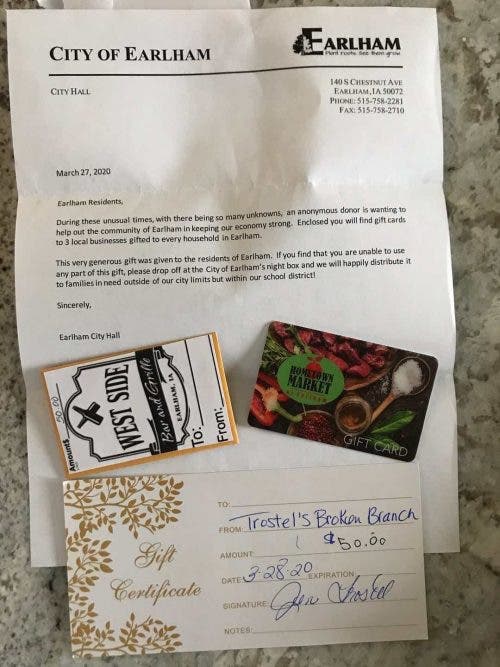 CITY OF EARLHAM
EARLHAM
Plant roots. See them grow.
CITY HALL
140 S CHESTNUT AVE
EARLHAM, IA 50072
PHONE: 515-758-2281
FAX: 515-758-2710
March 27, 2020
Earlham Residents,
During these unusual times, with there being so many unknowns, an anonymous donor is wanting to
help out the community of Earlham in keeping our economy strong. Enclosed you will find gift cards
to 3 local businesses gifted to every household in Earlham.
This very generous gift was given to the residents of Earlham. If you find that you are unable to use
any part of this gift, please drop off at the City of Earlham's night box and we will happily distribute it
to families in need outside of our city limits but within our school district!
Sincerely,
Earlham City Hall
Amount$ 50.00
WEST SIDE
Bar and Grille
EARLHAM, IA
To:
From:
HOMETOWN
MARKET
EARLHAM
GIFT CARD
Gift
Certificate
TO:
FROM: Trostel's Broken Branch
AMOUNT: $50.00
DATE: 3-28-20 EXPIRATION:
SIGNATURE: Jen Trostel
NOTES: